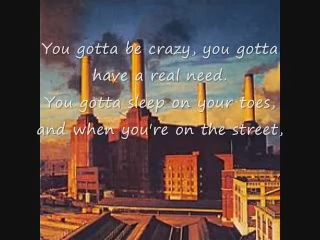 You gotta be crazy, you gotta
have a real need.
You gotta sleep on your toes,
and when you're on the street,